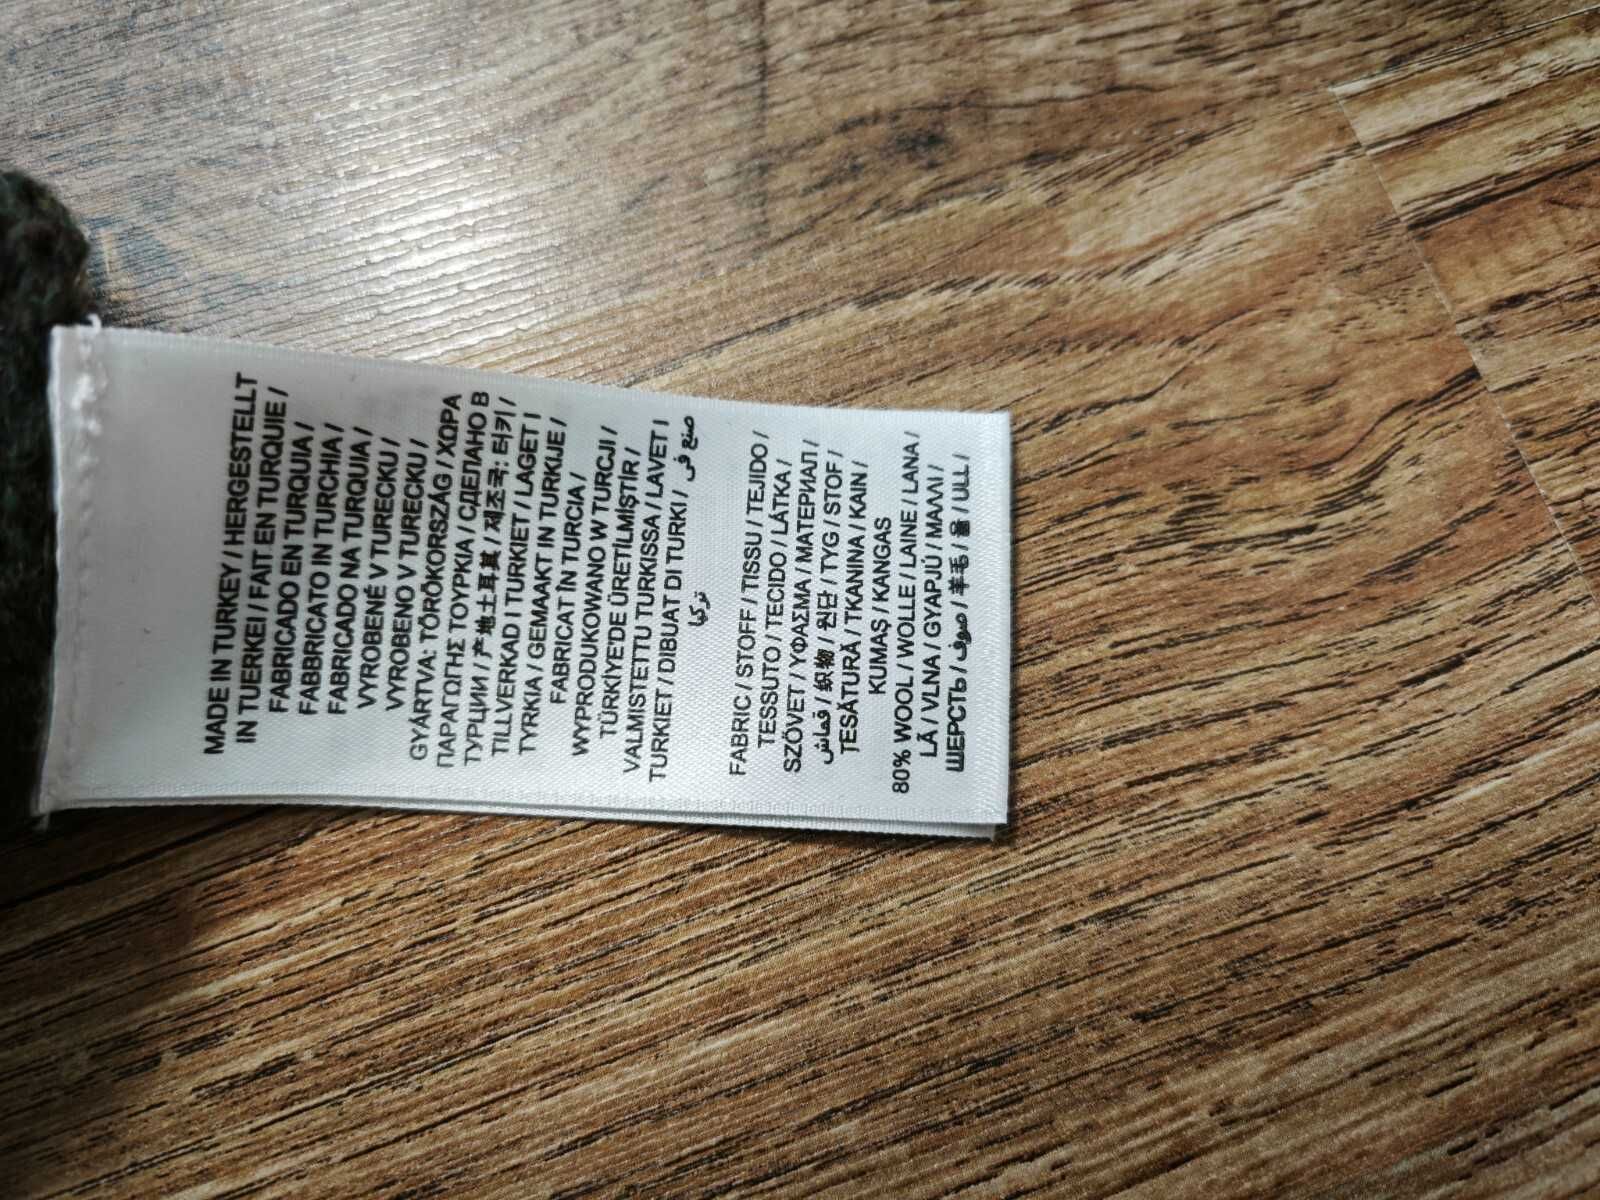 MADE IN TURKEY / HERGESTELLT
IN TUERKEI / FAIT EN TURQUIE /
FABRICADO EN TURQUIA /
FABBRICATO IN TURCHIA /
FABRICADO NA TURQUIA /
VYROBENÉ V TURECKU /
VYROBENO V TURECKU /
GYÁRTVA: TÖRÖKORSZÁG / ΧΩΡΑ
ΠΑΡΑΓΩΓΗΣ ΤΟΥΡΚΙΑ / СДЕЛАНО В
ТУРЦИИ / 产地土耳其 / 제조국: 터키 /
TILLVERKAD I TURKIET / LAGET I
TYRKIA / GEMAAKT IN TURKIJE /
FABRICAT ÎN TURCIA /
WYPRODUKOWANO W TURCJI /
TÜRKİYE'DE ÜRETİLMİŞTİR /
VALMISTETTU TURKISSA / LAVET I
TURKIET / DIBUAT DI TURKI / صنع في
تركيا
FABRIC / STOFF / TISSU / TEJIDO /
TESSUTO / TECIDO / LÁTKA /
SZÖVET / ΥΦΑΣΜΑ / МАТЕРИАЛ /
قماش / 织物 / 원단 / TYG / STOF /
ȚESĂTURĂ / TKANINA / KAIN /
KUMAŞ / KANGAS
80% WOOL / WOLLE / LAINE / LANA /
LÃ / VLNA / GYAPJÚ / ΜΑΛΛΙ /
ШЕРСТЬ / صوف / 羊毛 / 울 / ULL /